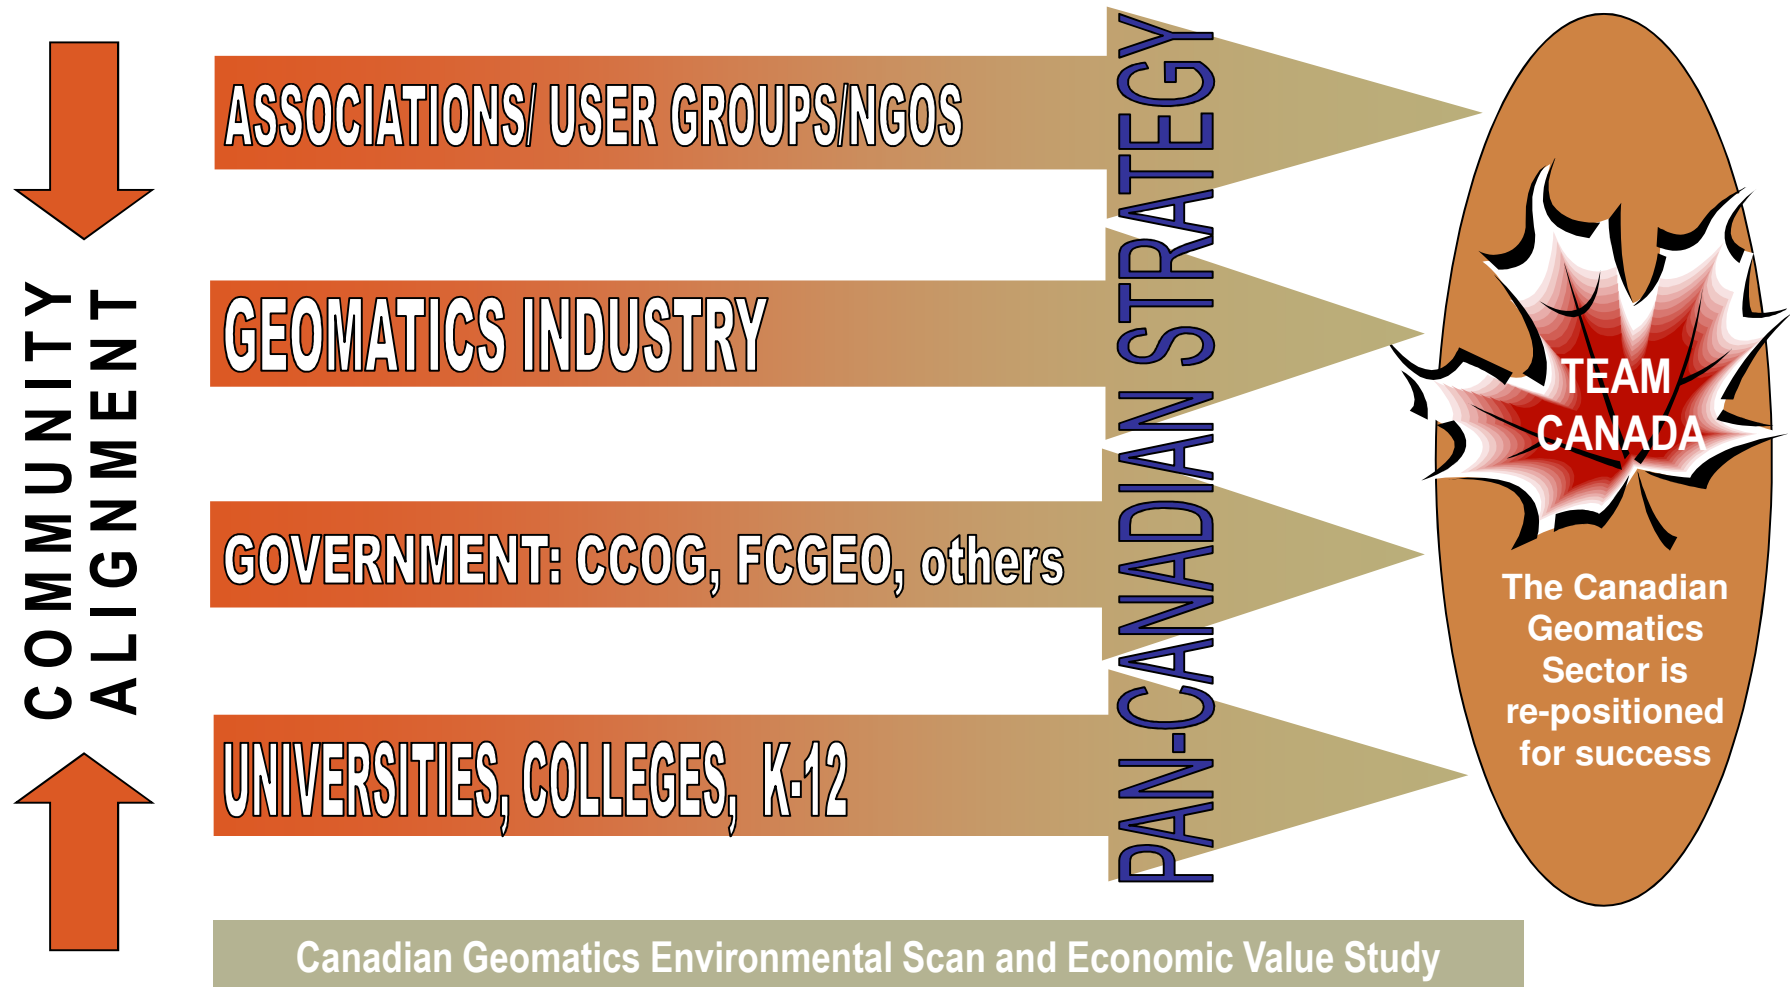 COMMUNITY
ALIGNMENT
ASSOCIATIONS/ USER GROUPS/NGOS
GEOMATICS INDUSTRY
GOVERNMENT: CCOG, FCGEO, others
UNIVERSITIES, COLLEGES, K-12
PAN-CANADIAN STRATEGY
TEAM
CANADA
The Canadian
Geomatics
Sector is
re-positioned
for success
Canadian Geomatics Environmental Scan and Economic Value Study